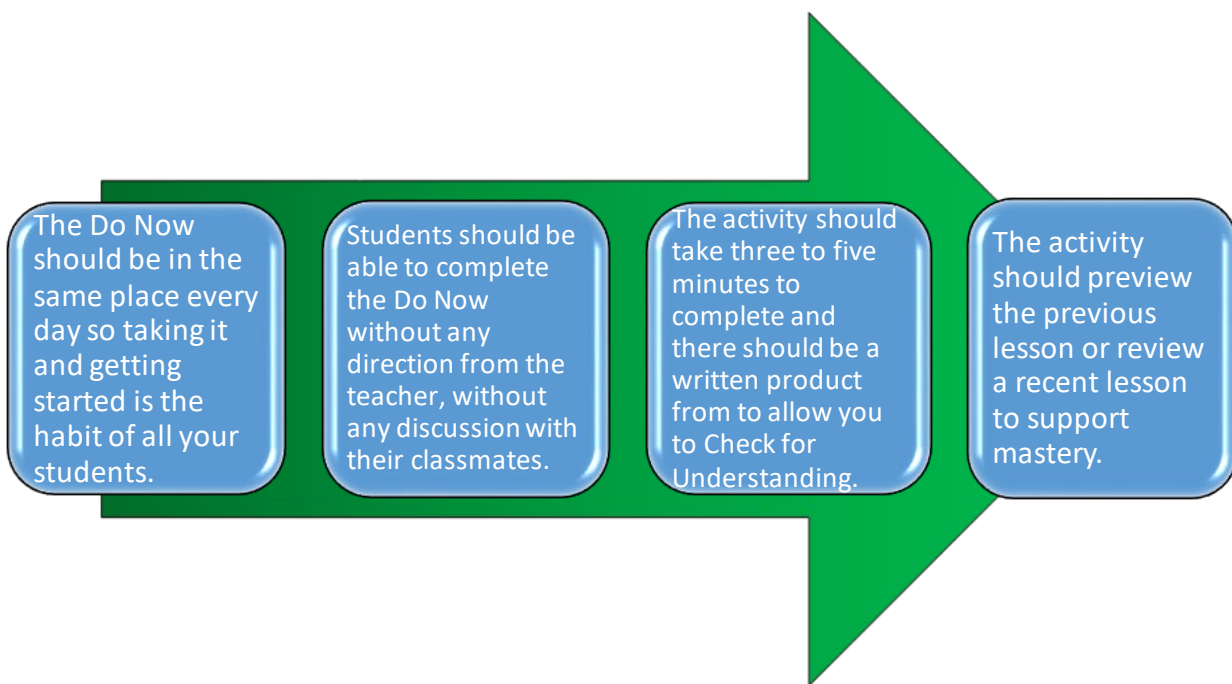 The Do Now
should be in the
same place every
day so taking it
and getting
started is the
habit of all your
students.
Students should be
able to complete
the Do Now
without any
direction from the
teacher, without
any discussion with
their classmates.
The activity should
take three to five
minutes to
complete and
there should be a
written product
from to allow you
to Check for
Understanding.
The activity
should preview
the previous
lesson or review
a recent lesson
to support
mastery.